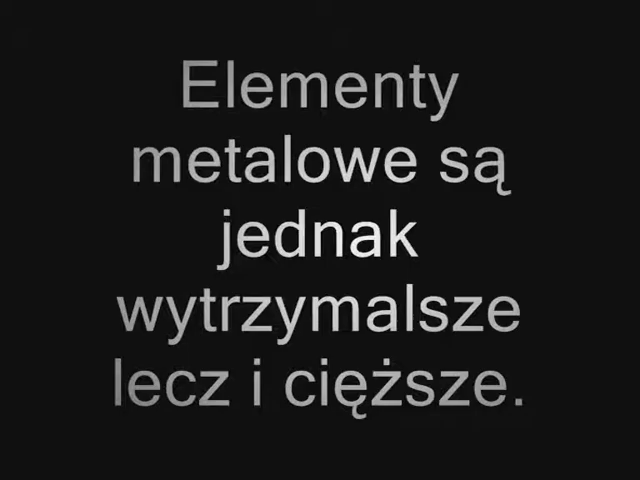 Elementy
metalowe są
jednak
wytrzymalsze
lecz i cięższe.